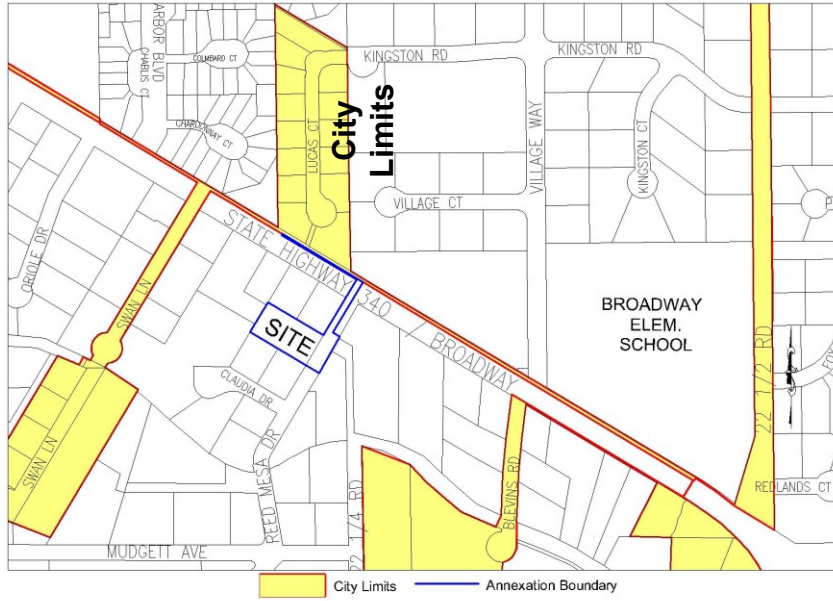 ARBOR BLVD
CHABLIS CT
COLMBARD CT
CHARDONNAY CT
LUCAS CT
City
Limits
KINGSTON RD
KINGSTON RD
VILLAGE WAY
KINGSTON CT
VILLAGE CT
ORIOLE DR
SWAN LN
STATE HIGHWAY 340 / BROADWAY
SITE
BROADWAY
ELEM.
SCHOOL
22 1/2 RD
CLAUDIA DR
SWAN LN
REED MESA DR
22 1/4 RD
BLEVINS RD
REDLANDS CT
MUDGETT AVE
City Limits
Annexation Boundary